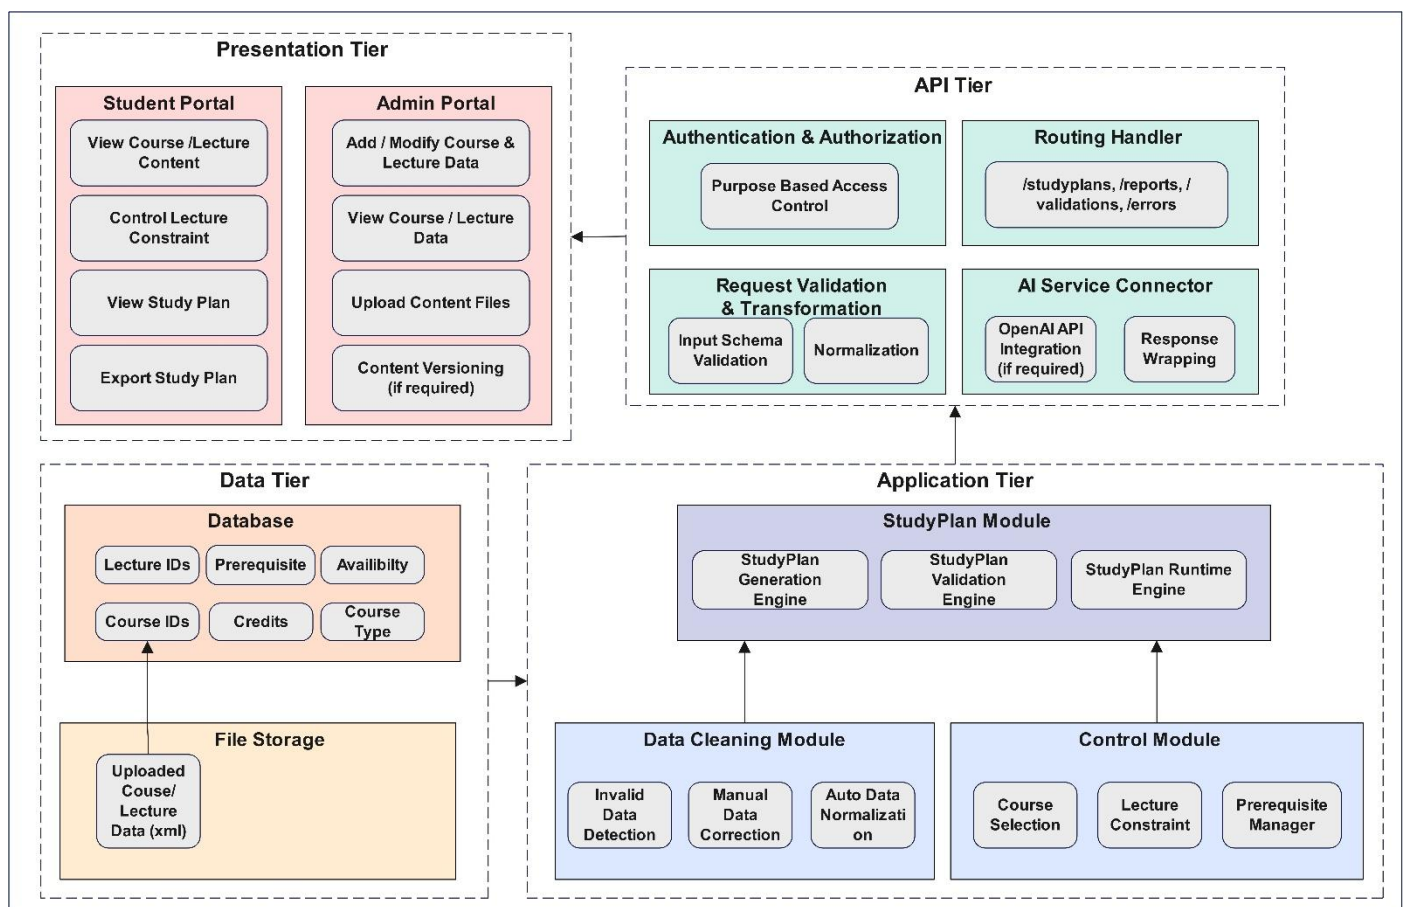 Presentation Tier
Student Portal
View Course /Lecture
Content
Control Lecture
Constraint
View Study Plan
Export Study Plan
Admin Portal
Add / Modify Course &
Lecture Data
View Course / Lecture
Data
Upload Content Files
Content Versioning
(if required)
API Tier
Authentication & Authorization
Purpose Based Access
Control
Routing Handler
/studyplans, /reports, /
validations, /errors
Request Validation
& Transformation
Input Schema
Validation
Normalization
AI Service Connector
OpenAI API
Integration
(if required)
Response
Wrapping
Data Tier
Database
Lecture IDs
Prerequisite
Availibilty
Course IDs
Credits
Course
Type
File Storage
Uploaded
Couse/
Lecture
Data (xml)
Application Tier
StudyPlan Module
StudyPlan
Generation
Engine
StudyPlan
Validation
Engine
StudyPlan Runtime
Engine
Data Cleaning Module
Invalid
Data
Detection
Manual
Data
Correction
Auto Data
Normalizati
on
Control Module
Course
Selection
Lecture
Constraint
Prerequisite
Manager